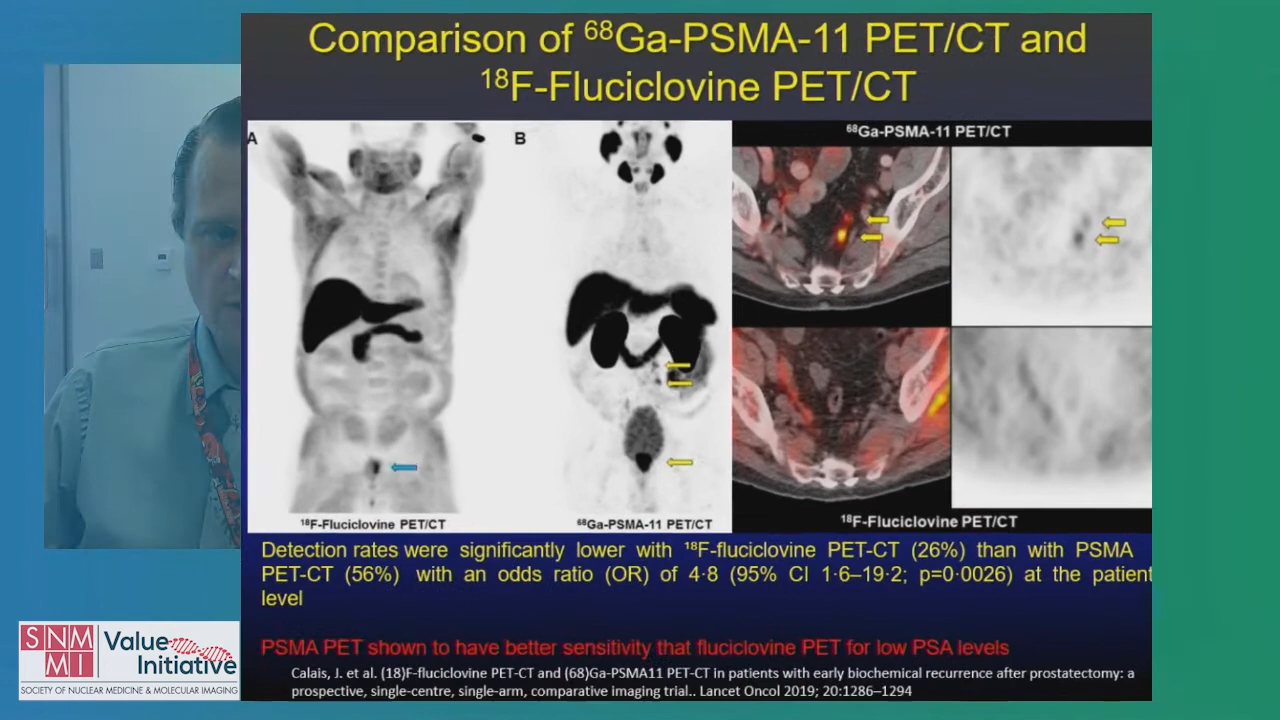 Comparison of ⁶⁸Ga-PSMA-11 PET/CT and
¹⁸F-Fluciclovine PET/CT
A
B
⁶⁸Ga-PSMA-11 PET/CT
¹⁸F-Fluciclovine PET/CT
⁶⁸Ga-PSMA-11 PET/CT
¹⁸F-Fluciclovine PET/CT
Detection rates were significantly lower with ¹⁸F-fluciclovine PET-CT (26%) than with PSMA
PET-CT (56%) with an odds ratio (OR) of 4·8 (95% CI 1·6–19·2; p=0·0026) at the patient
level
PSMA PET shown to have better sensitivity that fluciclovine PET for low PSA levels
Calais, J. et al. (18)F-fluciclovine PET-CT and (68)Ga-PSMA11 PET-CT in patients with early biochemical recurrence after prostatectomy: a
prospective, single-centre, single-arm, comparative imaging trial.. Lancet Oncol 2019; 20:1286–1294
SNM
MI
Value
Initiative
SOCIETY OF NUCLEAR MEDICINE & MOLECULAR IMAGING